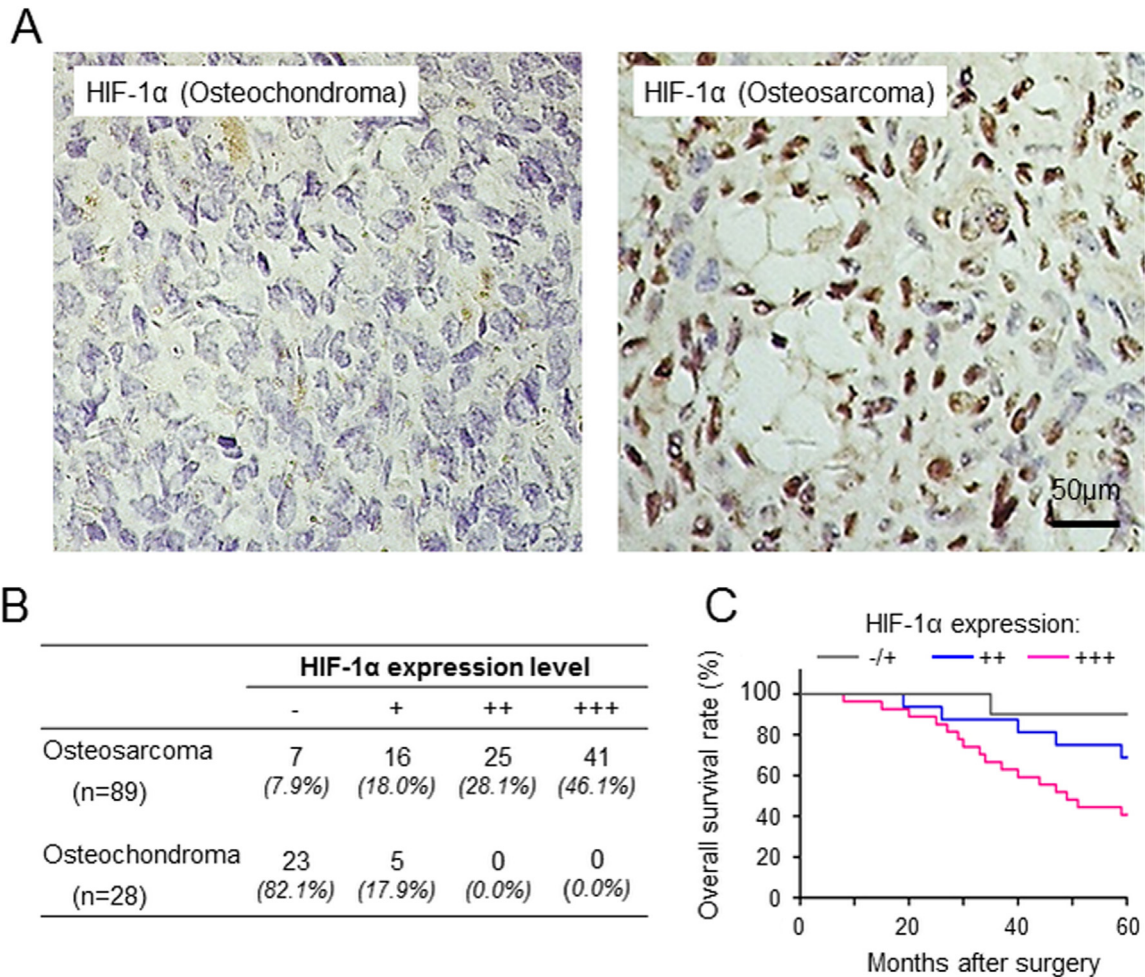 A
HIF-1α (Osteochondroma)
HIF-1α (Osteosarcoma)
50μm
B
HIF-1α expression level
- + ++ +++
Osteosarcoma 7 16 25 41
(n=89) (7.9%) (18.0%) (28.1%) (46.1%)
Osteochondroma 23 5 0 0
(n=28) (82.1%) (17.9%) (0.0%) (0.0%)
C
HIF-1α expression:
-/+ ++ +++
Overall survival rate (%)
100
80
60
40
20
0
0 20 40 60
Months after surgery